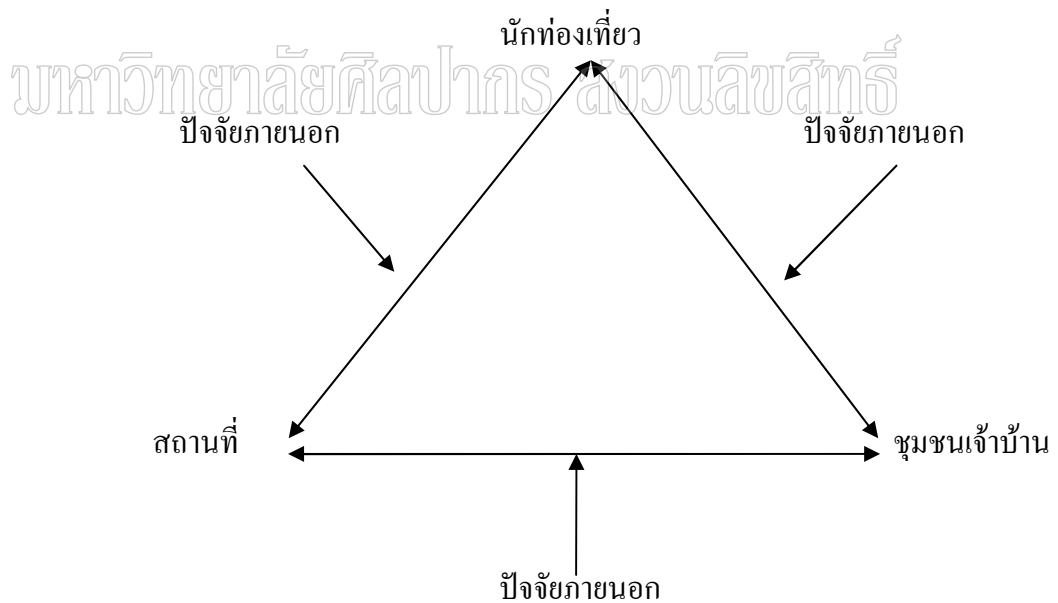 นักท่องเที่ยว
มหาวิทยาลัยศิลปากร สงวนลิขสิทธิ์
ปัจจัยภายนอก ปัจจัยภายนอก
สถานที่ ชุมชนเจ้าบ้าน
ปัจจัยภายนอก